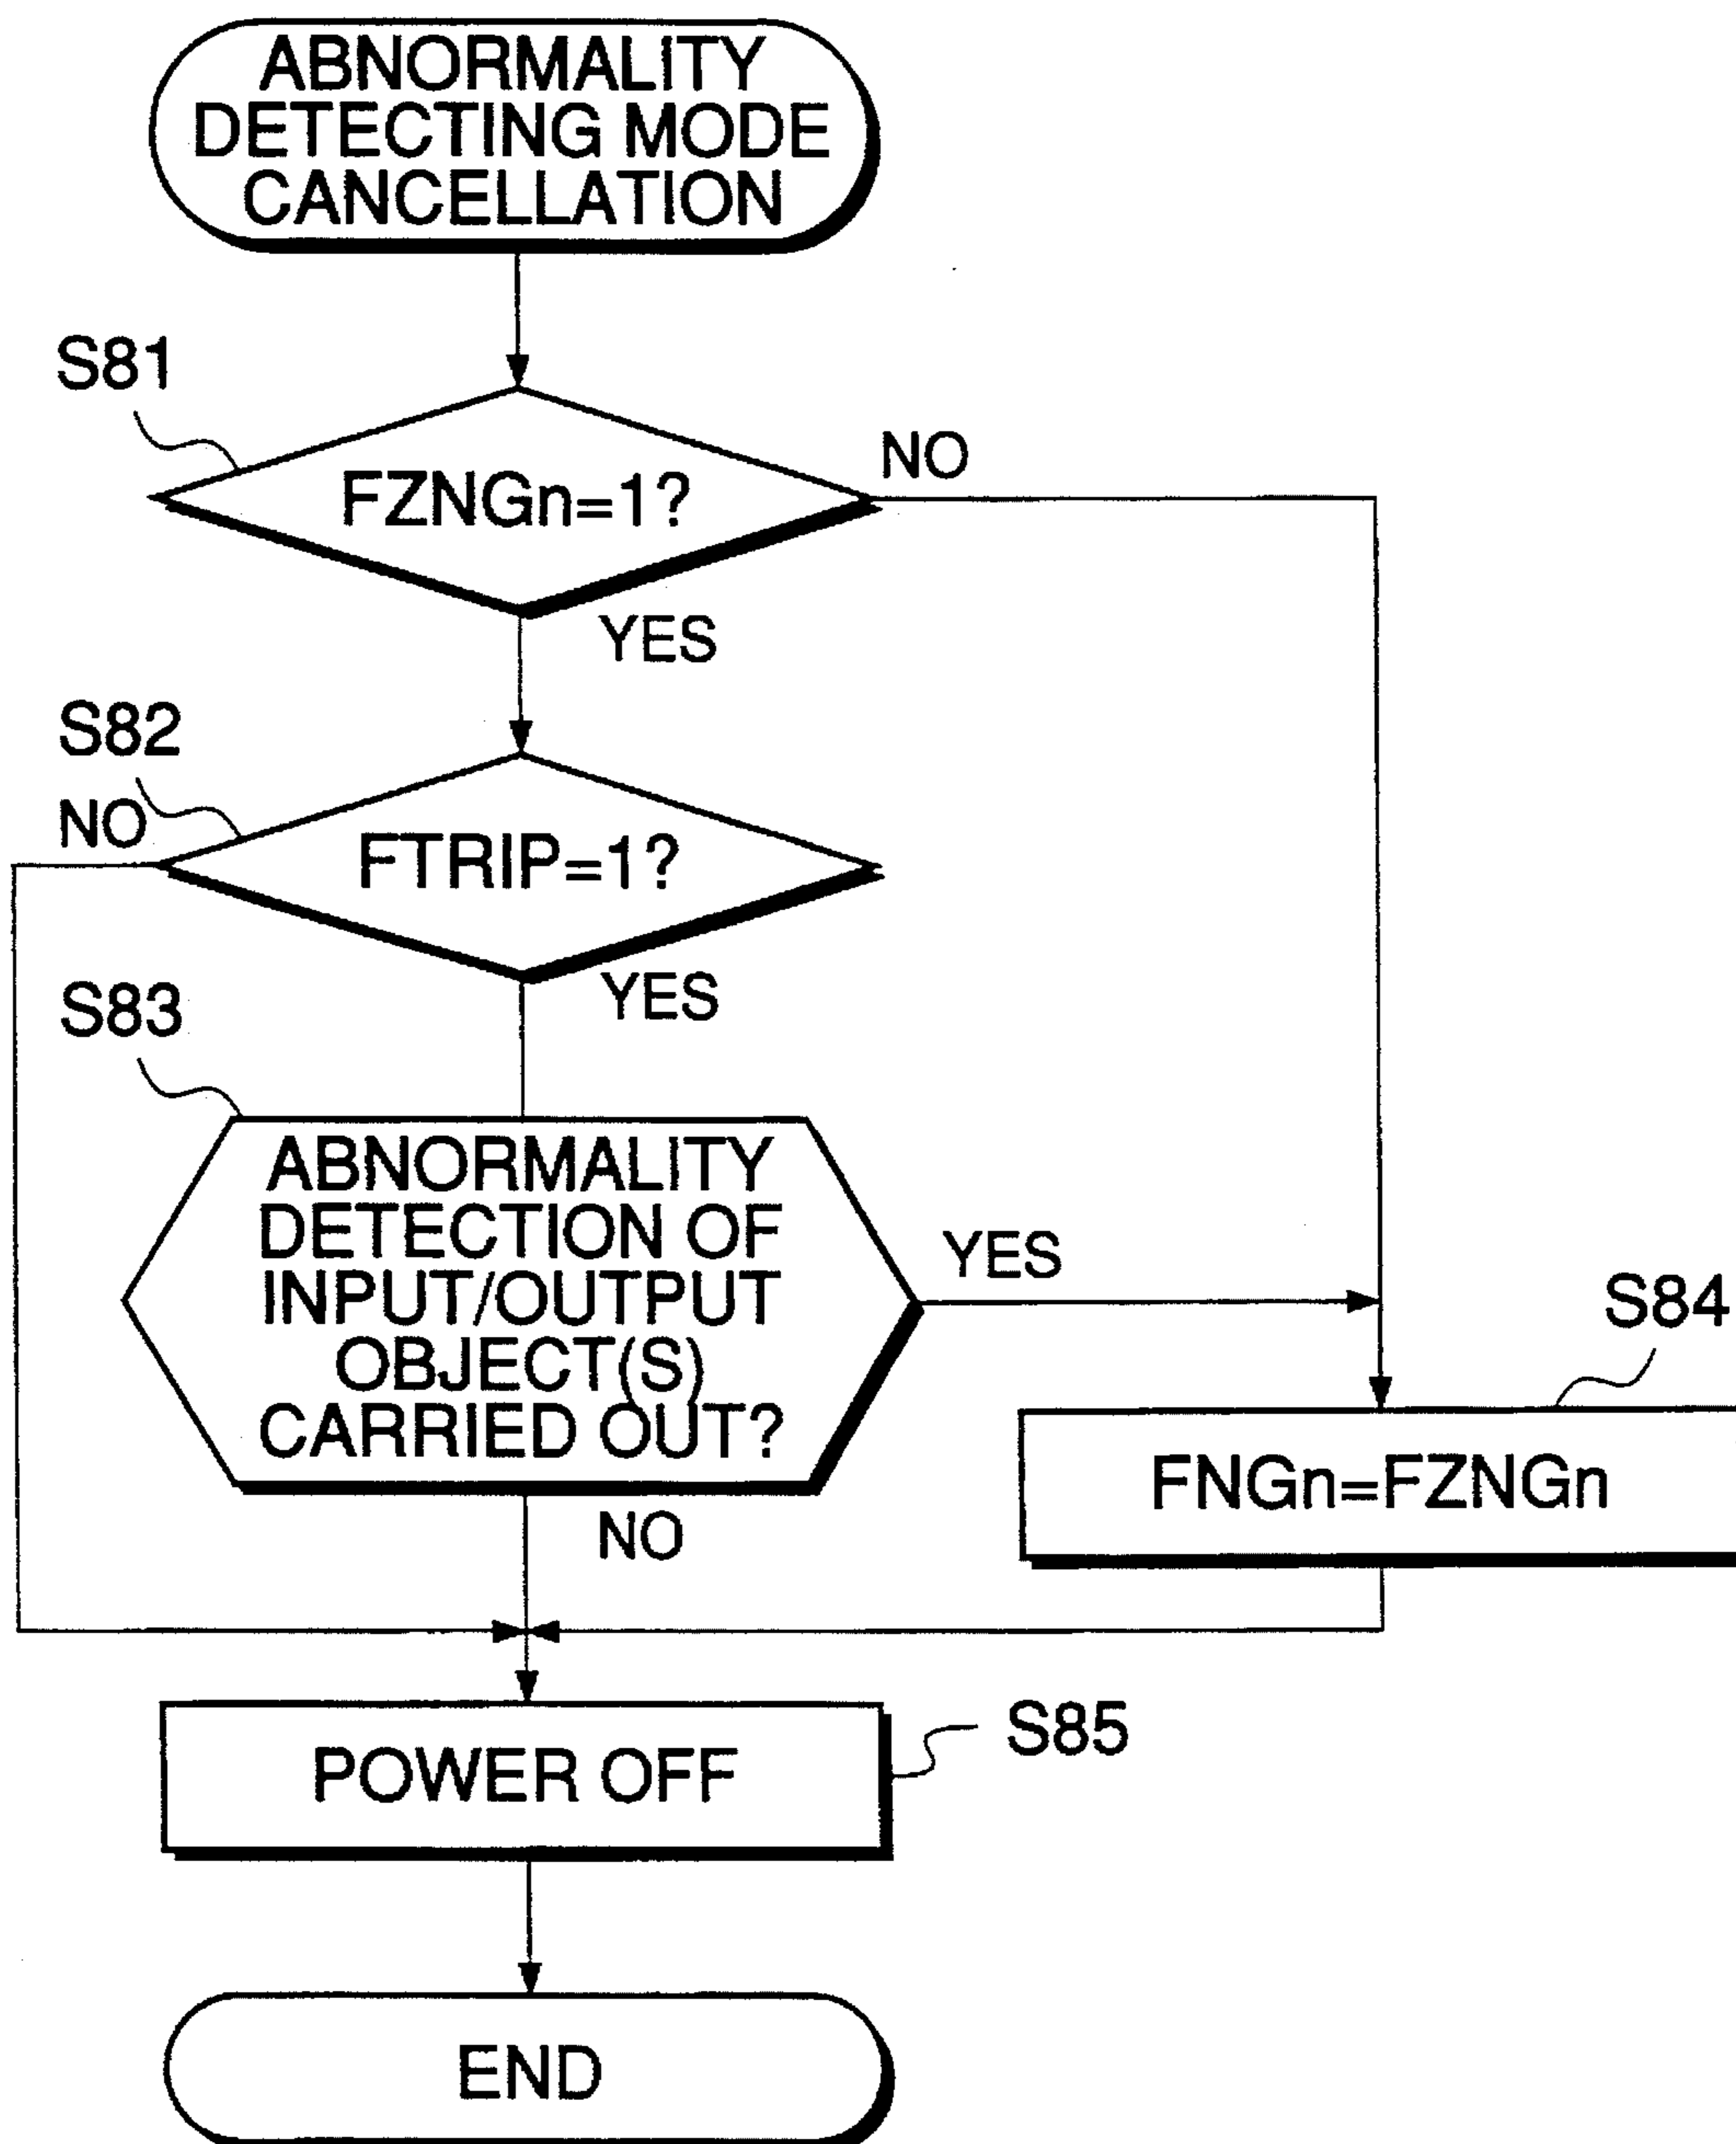 ABNORMALITY
DETECTING MODE
CANCELLATION
S81
FZNGn=1?
NO
YES
S82
NO
FTRIP=1?
YES
S83
ABNORMALITY
DETECTION OF
INPUT/OUTPUT
OBJECT(S)
CARRIED OUT?
YES
S84
FNGn=FZNGn
NO
POWER OFF
S85
END